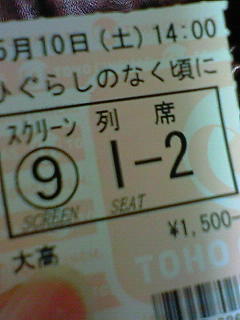 5月10日(土) 14:00
ひぐらしのなく頃に
スクリーン 列 席
⑨ I-2
SCREEN SEAT
¥1,500-
大高
TOHO